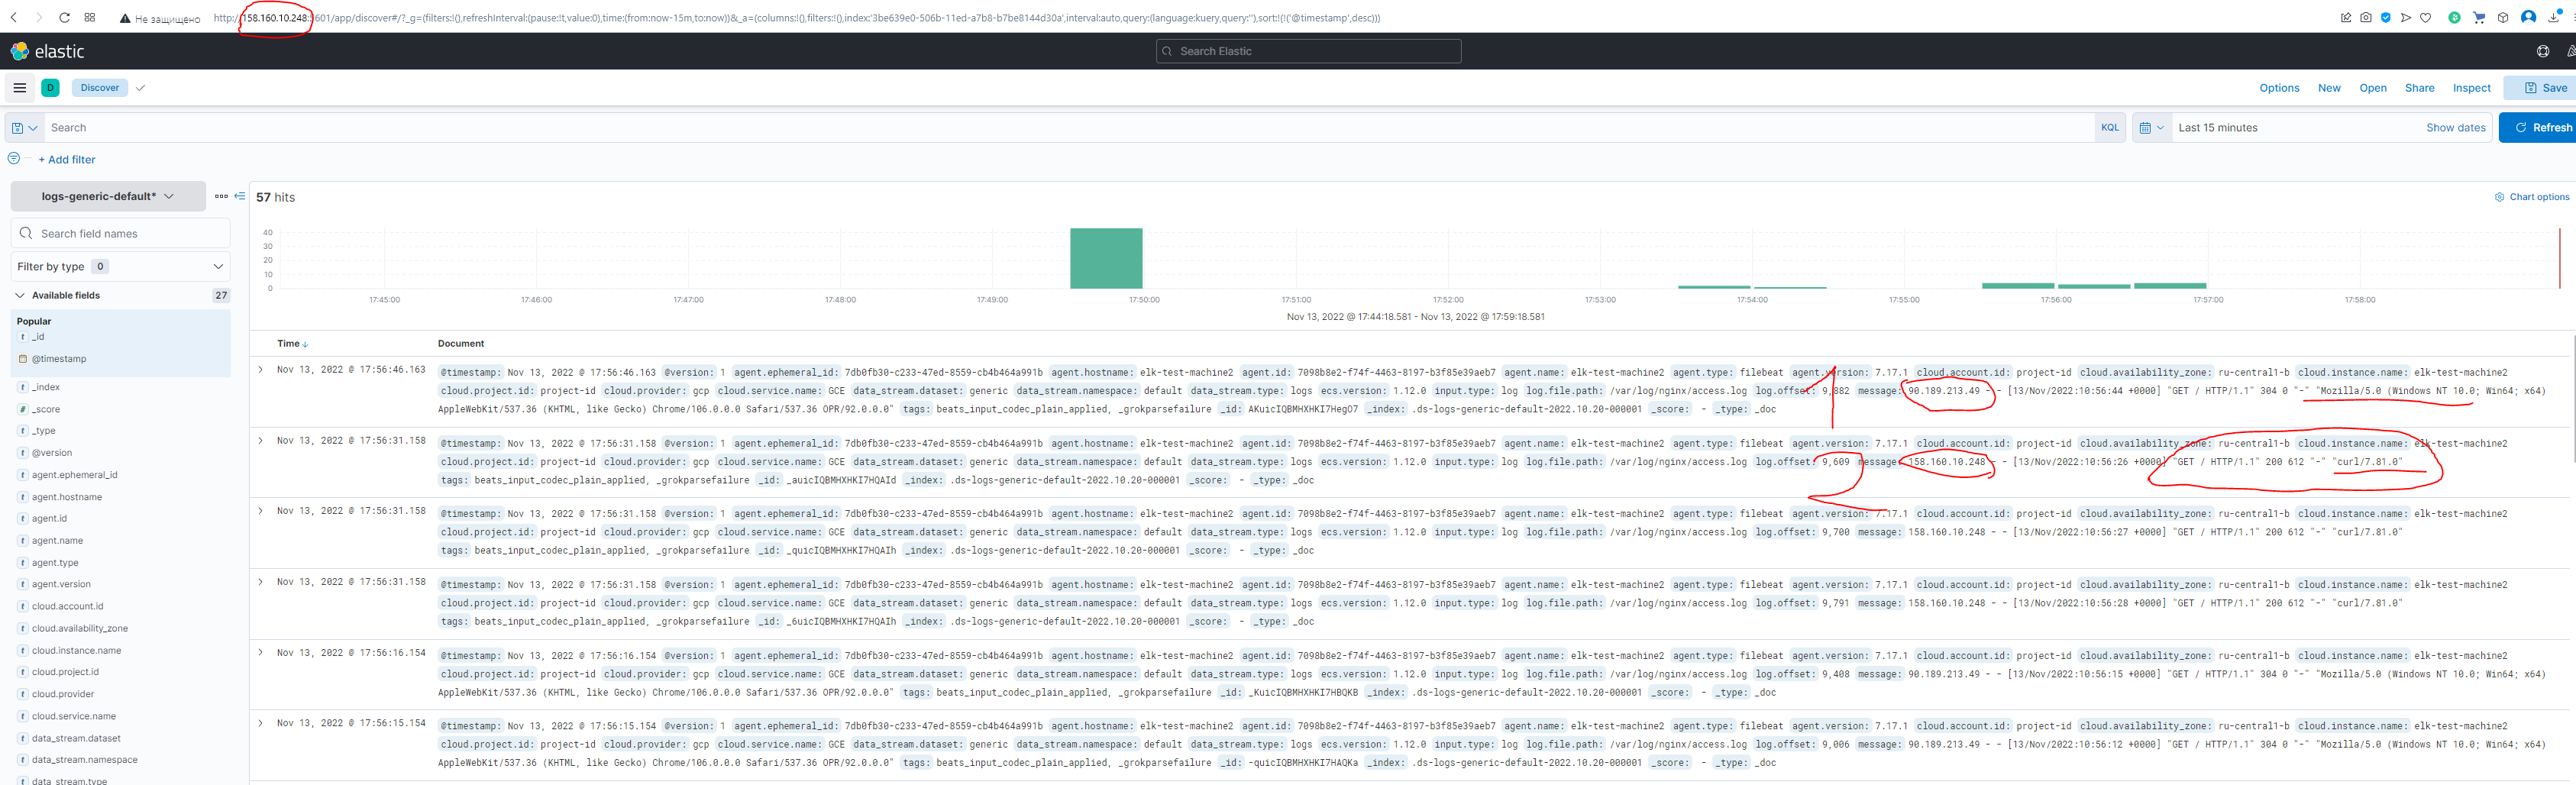 Не защищено http://158.160.10.248:5601/app/discover#/?_g=(filters:!(),refreshInterval:(pause:!t,value:0),time:(from:now-15m,to:now))&_a=(columns:!(),filters:!(),index:'3be639e0-506b-11ed-a7b8-b7be8144d30a',interval:auto,query:(language:kuery,query:''),sort:!(!('@timestamp',desc)))
elastic
Search Elastic
D Discover
Options New Open Share Inspect Save
Search KQL Last 15 minutes Show dates Refresh
+ Add filter
logs-generic-default*
Search field names
Filter by type 0
Available fields 27
Popular
_id
@timestamp
_index
_score
_type
@version
agent.ephemeral_id
agent.hostname
agent.id
agent.name
agent.type
agent.version
cloud.account.id
cloud.availability_zone
cloud.instance.name
cloud.project.id
cloud.provider
cloud.service.name
data_stream.dataset
data_stream.namespace
data_stream.type
57 hits
Chart options
40
30
20
10
0
17:45:00 17:46:00 17:47:00 17:48:00 17:49:00 17:50:00 17:51:00 17:52:00 17:53:00 17:54:00 17:55:00 17:56:00 17:57:00 17:58:00
Nov 13, 2022 @ 17:44:18.581 - Nov 13, 2022 @ 17:59:18.581
Time Document
Nov 13, 2022 @ 17:56:46.163 @timestamp: Nov 13, 2022 @ 17:56:46.163 @version: 1 agent.ephemeral_id: 7db0fb30-c233-47ed-8559-cb4b464a991b agent.hostname: elk-test-machine2 agent.id: 7098b8e2-f74f-4463-8197-b3f85e39aeb7 agent.name: elk-test-machine2 agent.type: filebeat agent.version: 7.17.1 cloud.account.id: project-id cloud.availability_zone: ru-central1-b cloud.instance.name: elk-test-machine2
cloud.project.id: project-id cloud.provider: gcp cloud.service.name: GCE data_stream.dataset: generic data_stream.namespace: default data_stream.type: logs ecs.version: 1.12.0 input.type: log log.file.path: /var/log/nginx/access.log log.offset: 9,882 message: 90.189.213.49 - - [13/Nov/2022:10:56:44 +0000] "GET / HTTP/1.1" 304 0 "-" "Mozilla/5.0 (Windows NT 10.0; Win64; x64)
AppleWebKit/537.36 (KHTML, like Gecko) Chrome/106.0.0.0 Safari/537.36 OPR/92.0.0.0" tags: beats_input_codec_plain_applied, _grokparsefailure _id: AKuicIQBMHXHKI7HegO7 _index: .ds-logs-generic-default-2022.10.20-000001 _score: - _type: _doc
1
Nov 13, 2022 @ 17:56:31.158 @timestamp: Nov 13, 2022 @ 17:56:31.158 @version: 1 agent.ephemeral_id: 7db0fb30-c233-47ed-8559-cb4b464a991b agent.hostname: elk-test-machine2 agent.id: 7098b8e2-f74f-4463-8197-b3f85e39aeb7 agent.name: elk-test-machine2 agent.type: filebeat agent.version: 7.17.1 cloud.account.id: project-id cloud.availability_zone: ru-central1-b cloud.instance.name: elk-test-machine2
cloud.project.id: project-id cloud.provider: gcp cloud.service.name: GCE data_stream.dataset: generic data_stream.namespace: default data_stream.type: logs ecs.version: 1.12.0 input.type: log log.file.path: /var/log/nginx/access.log log.offset: 9,609 message: 158.160.10.248 - - [13/Nov/2022:10:56:26 +0000] "GET / HTTP/1.1" 200 612 "-" "curl/7.81.0"
tags: beats_input_codec_plain_applied, _grokparsefailure _id: _auicIQBMHXHKI7HQAId _index: .ds-logs-generic-default-2022.10.20-000001 _score: - _type: _doc
2
Nov 13, 2022 @ 17:56:31.158 @timestamp: Nov 13, 2022 @ 17:56:31.158 @version: 1 agent.ephemeral_id: 7db0fb30-c233-47ed-8559-cb4b464a991b agent.hostname: elk-test-machine2 agent.id: 7098b8e2-f74f-4463-8197-b3f85e39aeb7 agent.name: elk-test-machine2 agent.type: filebeat agent.version: 7.17.1 cloud.account.id: project-id cloud.availability_zone: ru-central1-b cloud.instance.name: elk-test-machine2
cloud.project.id: project-id cloud.provider: gcp cloud.service.name: GCE data_stream.dataset: generic data_stream.namespace: default data_stream.type: logs ecs.version: 1.12.0 input.type: log log.file.path: /var/log/nginx/access.log log.offset: 9,700 message: 158.160.10.248 - - [13/Nov/2022:10:56:27 +0000] "GET / HTTP/1.1" 200 612 "-" "curl/7.81.0"
tags: beats_input_codec_plain_applied, _grokparsefailure _id: _quicIQBMHXHKI7HQAIh _index: .ds-logs-generic-default-2022.10.20-000001 _score: - _type: _doc
Nov 13, 2022 @ 17:56:31.158 @timestamp: Nov 13, 2022 @ 17:56:31.158 @version: 1 agent.ephemeral_id: 7db0fb30-c233-47ed-8559-cb4b464a991b agent.hostname: elk-test-machine2 agent.id: 7098b8e2-f74f-4463-8197-b3f85e39aeb7 agent.name: elk-test-machine2 agent.type: filebeat agent.version: 7.17.1 cloud.account.id: project-id cloud.availability_zone: ru-central1-b cloud.instance.name: elk-test-machine2
cloud.project.id: project-id cloud.provider: gcp cloud.service.name: GCE data_stream.dataset: generic data_stream.namespace: default data_stream.type: logs ecs.version: 1.12.0 input.type: log log.file.path: /var/log/nginx/access.log log.offset: 9,791 message: 158.160.10.248 - - [13/Nov/2022:10:56:28 +0000] "GET / HTTP/1.1" 200 612 "-" "curl/7.81.0"
tags: beats_input_codec_plain_applied, _grokparsefailure _id: _6uicIQBMHXHKI7HQAIh _index: .ds-logs-generic-default-2022.10.20-000001 _score: - _type: _doc
Nov 13, 2022 @ 17:56:16.154 @timestamp: Nov 13, 2022 @ 17:56:16.154 @version: 1 agent.ephemeral_id: 7db0fb30-c233-47ed-8559-cb4b464a991b agent.hostname: elk-test-machine2 agent.id: 7098b8e2-f74f-4463-8197-b3f85e39aeb7 agent.name: elk-test-machine2 agent.type: filebeat agent.version: 7.17.1 cloud.account.id: project-id cloud.availability_zone: ru-central1-b cloud.instance.name: elk-test-machine2
cloud.project.id: project-id cloud.provider: gcp cloud.service.name: GCE data_stream.dataset: generic data_stream.namespace: default data_stream.type: logs ecs.version: 1.12.0 input.type: log log.file.path: /var/log/nginx/access.log log.offset: 9,408 message: 90.189.213.49 - - [13/Nov/2022:10:56:15 +0000] "GET / HTTP/1.1" 304 0 "-" "Mozilla/5.0 (Windows NT 10.0; Win64; x64)
AppleWebKit/537.36 (KHTML, like Gecko) Chrome/106.0.0.0 Safari/537.36 OPR/92.0.0.0" tags: beats_input_codec_plain_applied, _grokparsefailure _id: _KuicIQBMHXHKI7HBQKB _index: .ds-logs-generic-default-2022.10.20-000001 _score: - _type: _doc
Nov 13, 2022 @ 17:56:15.154 @timestamp: Nov 13, 2022 @ 17:56:15.154 @version: 1 agent.ephemeral_id: 7db0fb30-c233-47ed-8559-cb4b464a991b agent.hostname: elk-test-machine2 agent.id: 7098b8e2-f74f-4463-8197-b3f85e39aeb7 agent.name: elk-test-machine2 agent.type: filebeat agent.version: 7.17.1 cloud.account.id: project-id cloud.availability_zone: ru-central1-b cloud.instance.name: elk-test-machine2
cloud.project.id: project-id cloud.provider: gcp cloud.service.name: GCE data_stream.dataset: generic data_stream.namespace: default data_stream.type: logs ecs.version: 1.12.0 input.type: log log.file.path: /var/log/nginx/access.log log.offset: 9,006 message: 90.189.213.49 - - [13/Nov/2022:10:56:12 +0000] "GET / HTTP/1.1" 304 0 "-" "Mozilla/5.0 (Windows NT 10.0; Win64; x64)
AppleWebKit/537.36 (KHTML, like Gecko) Chrome/106.0.0.0 Safari/537.36 OPR/92.0.0.0" tags: beats_input_codec_plain_applied, _grokparsefailure _id: -quicIQBMHXHKI7HAQKa _index: .ds-logs-generic-default-2022.10.20-000001 _score: - _type: _doc